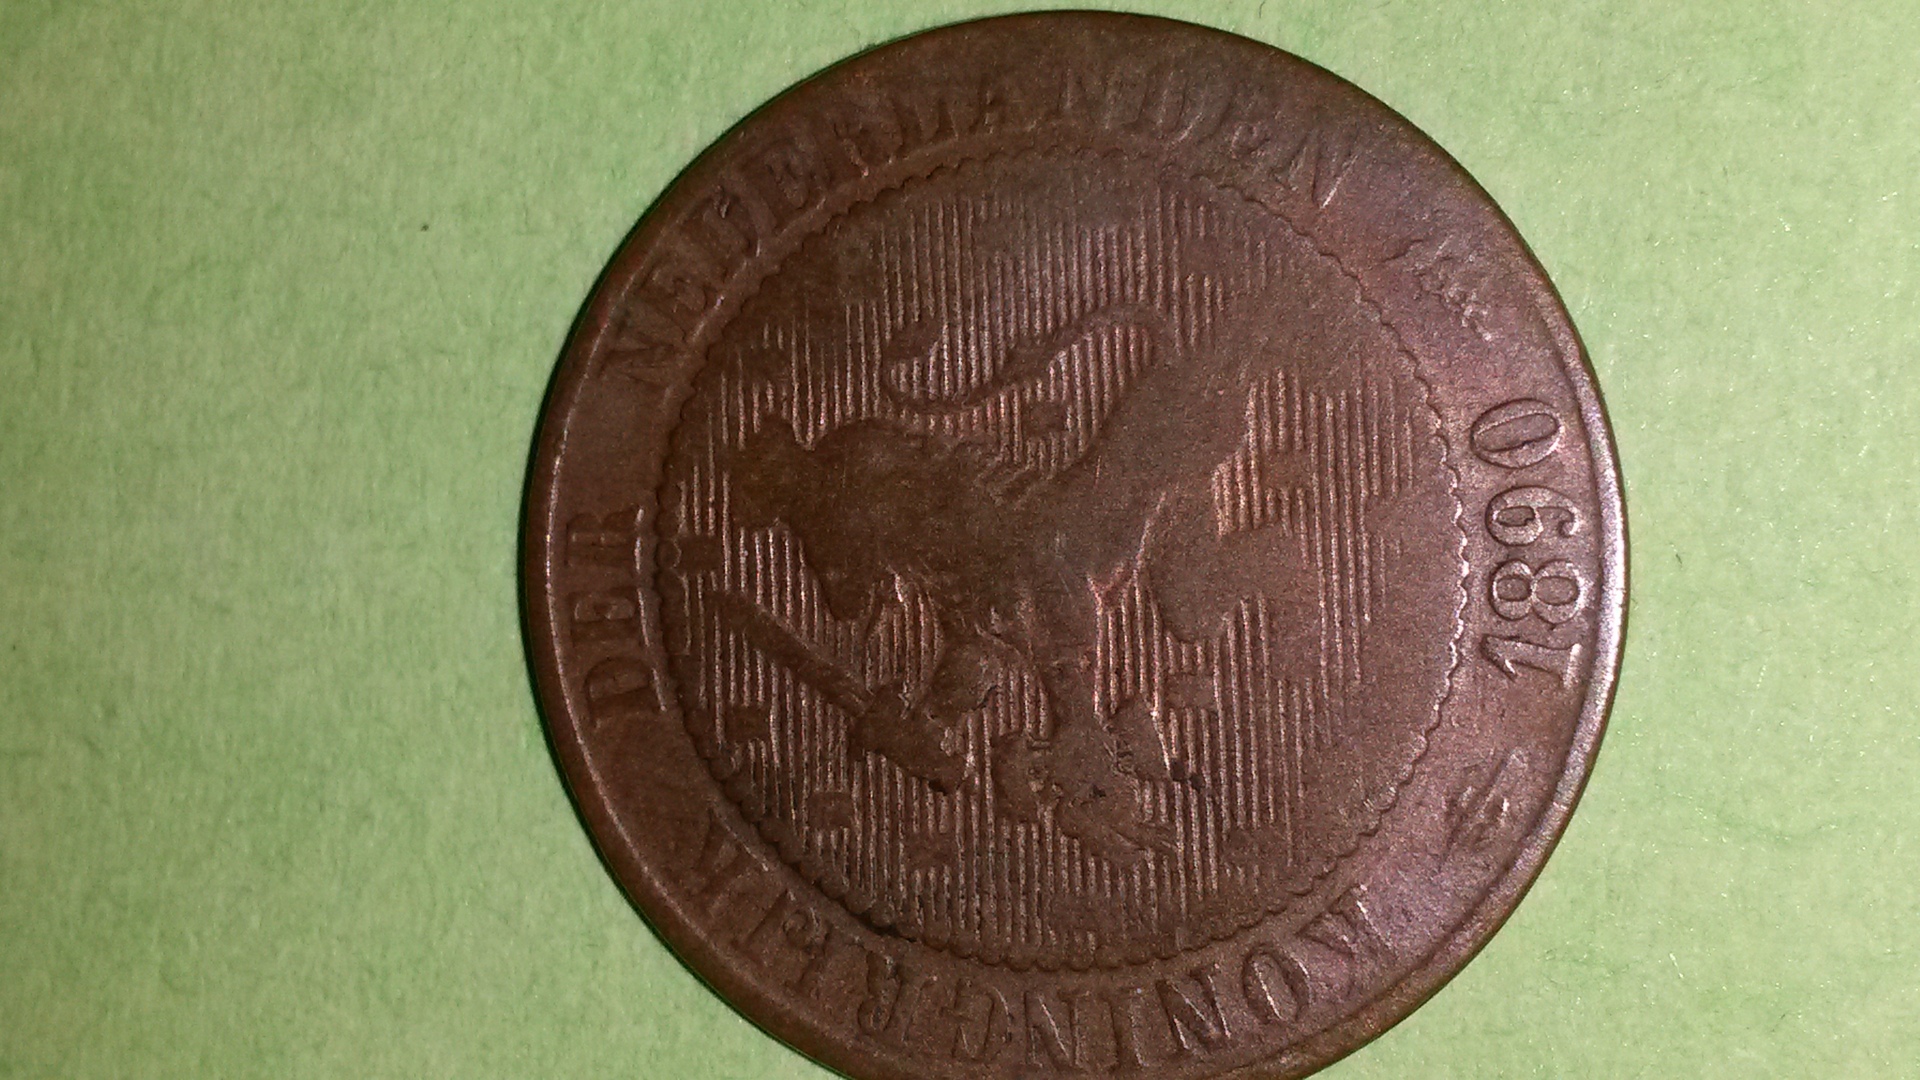 KONINGRIJK DER NEDERLANDEN
1890